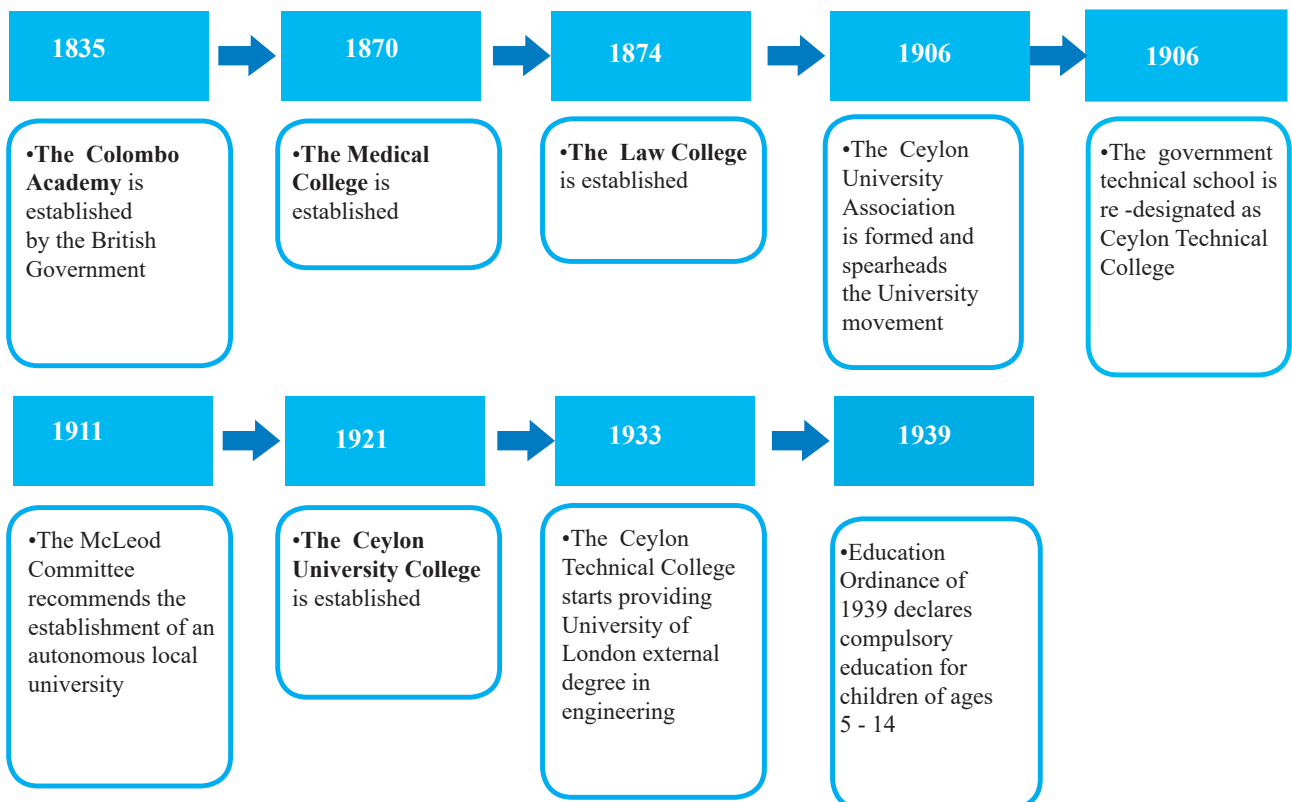 1835
1870
1874
1906
1906
•The Colombo
Academy is
established
by the British
Government
•The Medical
College is
established
•The Law College
is established
•The Ceylon
University
Association
is formed and
spearheads
the University
movement
•The government
technical school is
re -designated as
Ceylon Technical
College
1911
1921
1933
1939
•The McLeod
Committee
recommends the
establishment of an
autonomous local
university
•The Ceylon
University College
is established
•The Ceylon
Technical College
starts providing
University of
London external
degree in
engineering
•Education
Ordinance of
1939 declares
compulsory
education for
children of ages
5 - 14